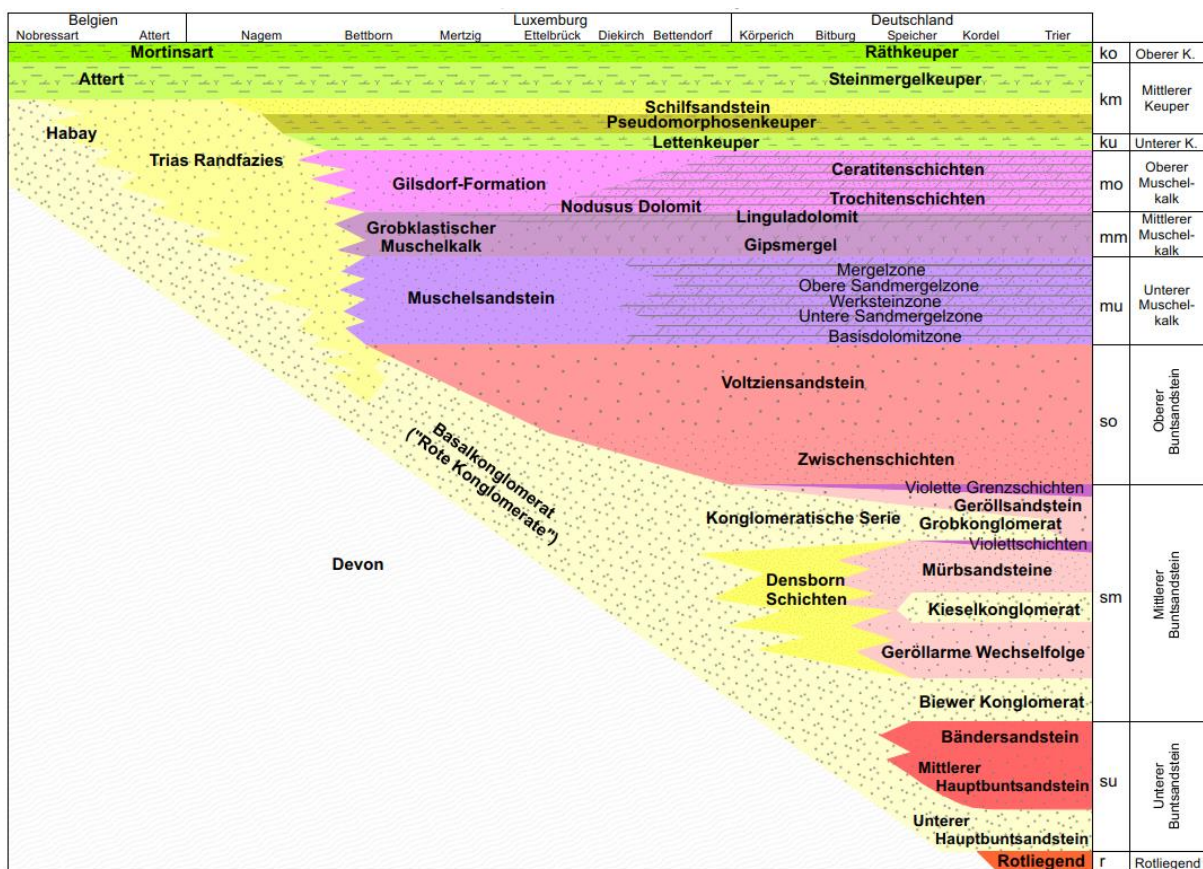 Belgien Luxemburg Deutschland
Nobressart Attert Nagem Bettborn Mertzig Ettelbrück Diekirch Bettendorf Körperich Bitburg Speicher Kordel Trier
Mortinsart Räthkeuper ko Oberer K.
Attert Steinmergelkeuper
km Mittlerer
Keuper
Schilfsandstein
Habay
Pseudomorphosenkeuper
Trias Randfazies
Lettenkeuper ku Unterer K.
Gilsdorf-Formation
Ceratitenschichten
mo Oberer
Muschel-
kalk
Trochitenschichten
Nodusus Dolomit
Linguladolomit
Grobklastischer
Muschelkalk
Gipsmergel
mm Mittlerer
Muschel-
kalk
Mergelzone
Obere Sandmergelzone
Muschelsandstein
Werksteinzone
Untere Sandmergelzone
Basisdolomitzone
mu Unterer
Muschel-
kalk
Voltziensandstein
so Oberer
Buntsandstein
Zwischenschichten
Basalkonglomerat
("Rote Konglomerate")
Violette Grenzschichten
Geröllsandstein
Konglomeratische Serie
Grobkonglomerat
Violettschichten
Devon
Densborn
Schichten
Mürbsandsteine
Kieselkonglomerat
sm Mittlerer
Buntsandstein
Geröllarme Wechselfolge
Biewer Konglomerat
Bändersandstein
Mittlerer
Hauptbuntsandstein
su Unterer
Buntsandstein
Unterer
Hauptbuntsandstein
Rotliegend r Rotliegend